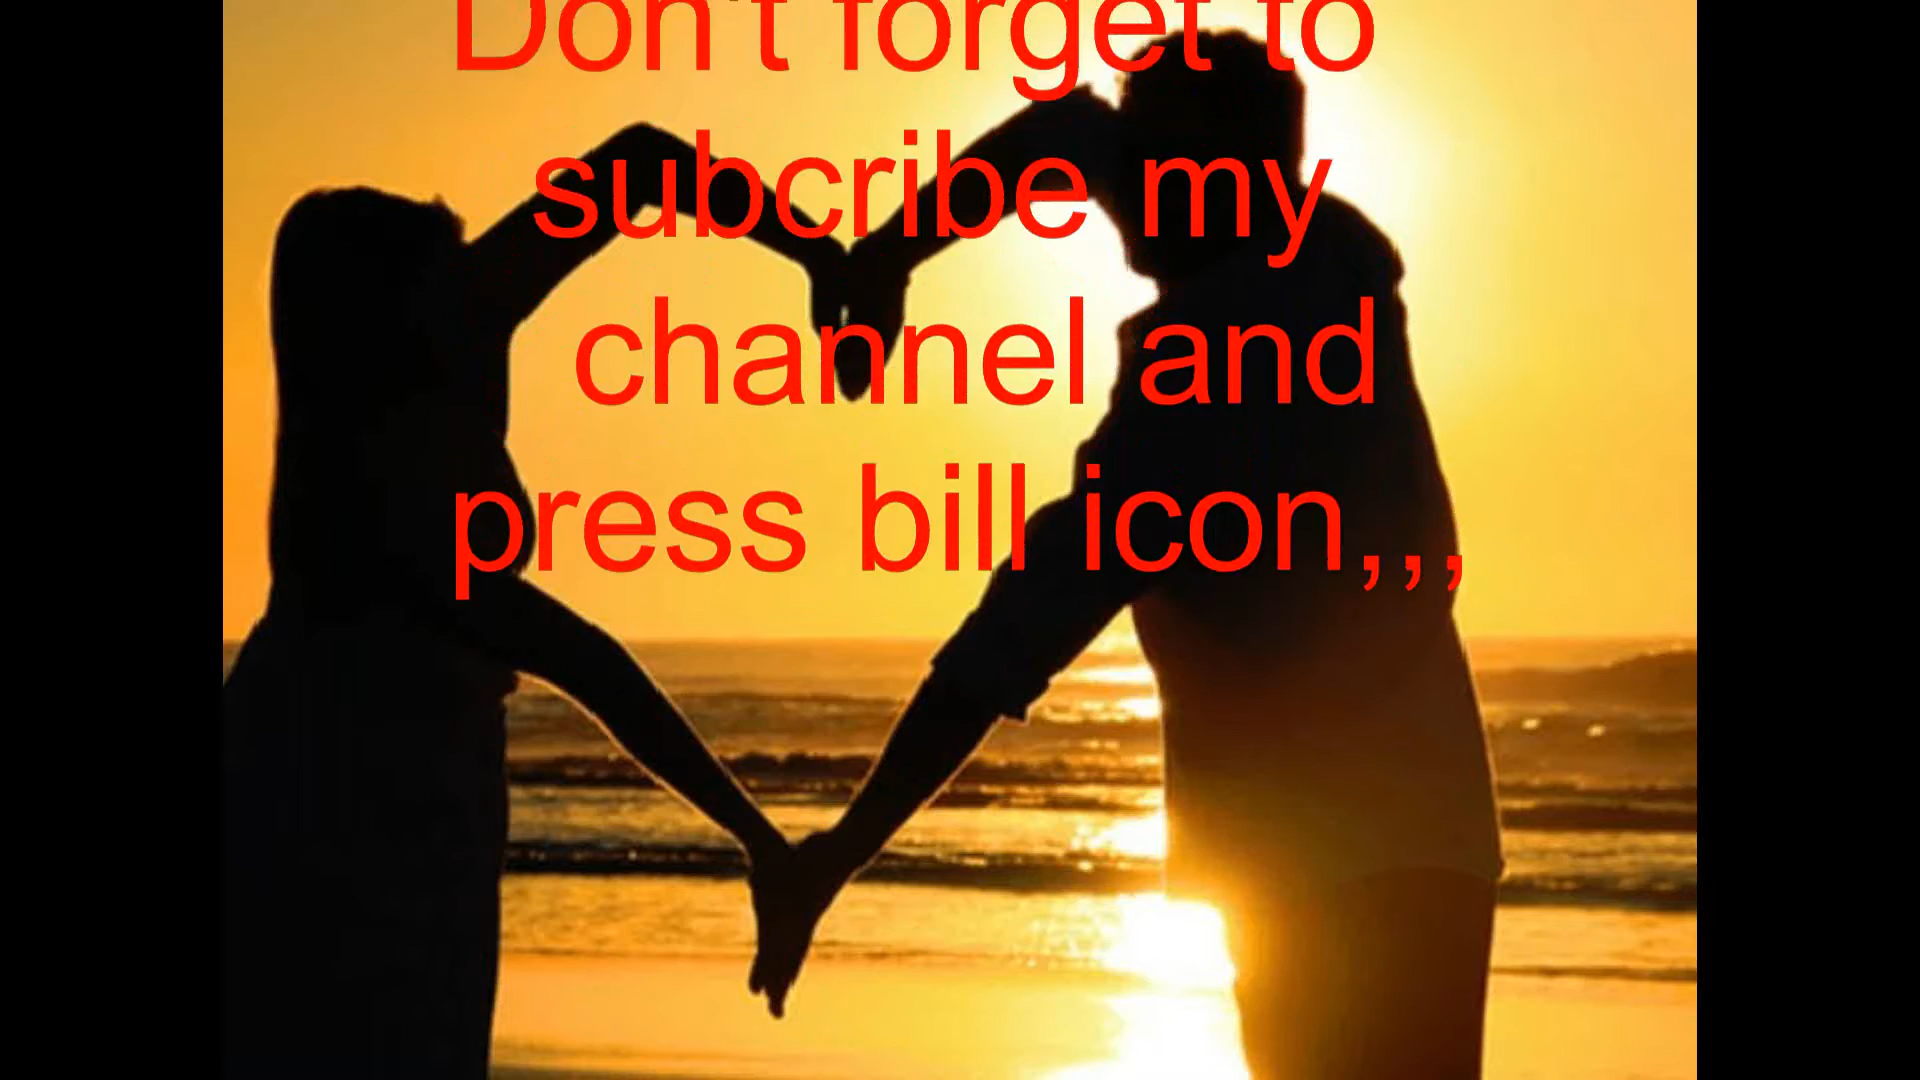 Don't forget to
subcribe my
channel and
press bill icon,,,